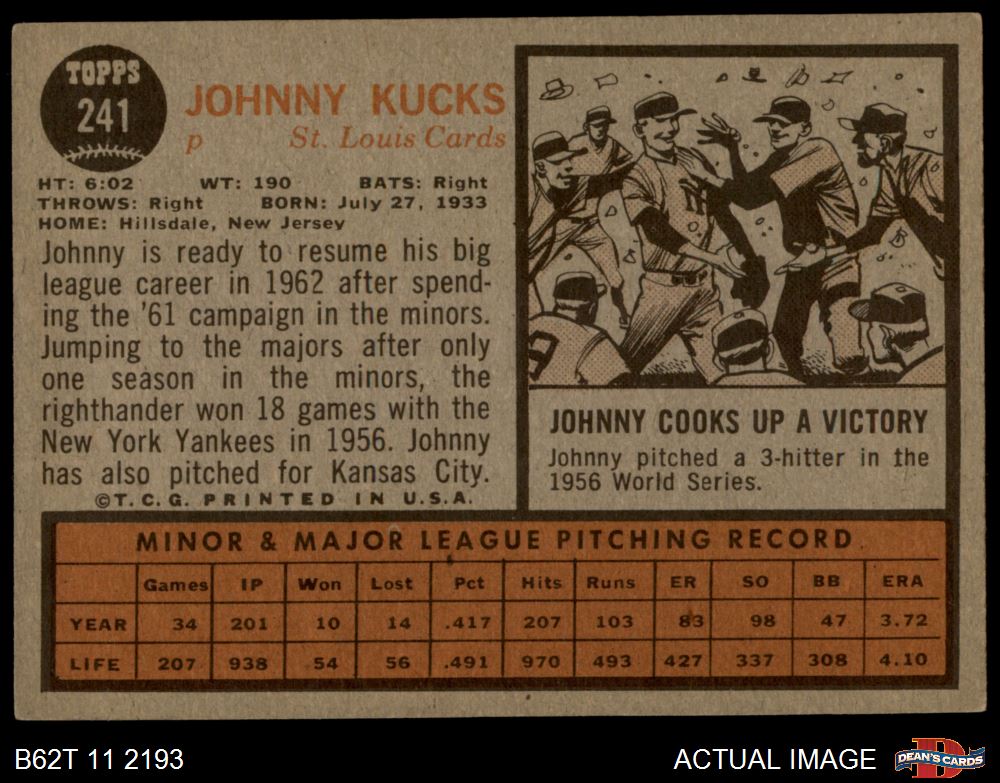 TOPPS
241
JOHNNY KUCKS
p St. Louis Cards
HT: 6:02 WT: 190 BATS: Right
THROWS: Right BORN: July 27, 1933
HOME: Hillsdale, New Jersey
Johnny is ready to resume his big
league career in 1962 after spend-
ing the '61 campaign in the minors.
Jumping to the majors after only
one season in the minors, the
righthander won 18 games with the
New York Yankees in 1956. Johnny
has also pitched for Kansas City.
©T.C.G. PRINTED IN U.S.A.
NY
JOHNNY COOKS UP A VICTORY
Johnny pitched a 3-hitter in the
1956 World Series.
MINOR & MAJOR LEAGUE PITCHING RECORD
Games IP Won Lost Pct Hits Runs ER SO BB ERA
YEAR 34 201 10 14 .417 207 103 83 98 47 3.72
LIFE 207 938 54 56 .491 970 493 427 337 308 4.10
B62T 11 2193
ACTUAL IMAGE
DEAN'S CARDS